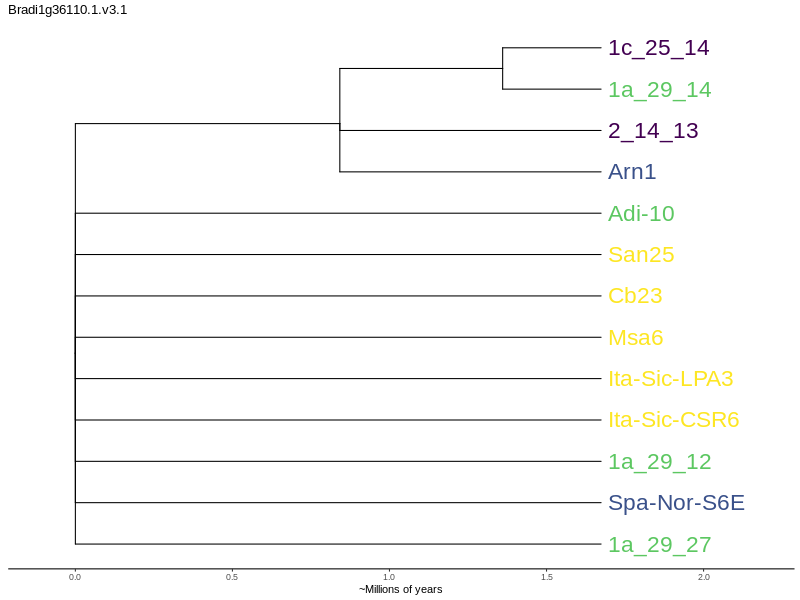 Bradi1g36110.1.v3.1
1c_25_14
1a_29_14
2_14_13
Arn1
Adi-10
San25
Cb23
Msa6
Ita-Sic-LPA3
Ita-Sic-CSR6
1a_29_12
Spa-Nor-S6E
1a_29_27
0.0 0.5 1.0 1.5 2.0
~Millions of years